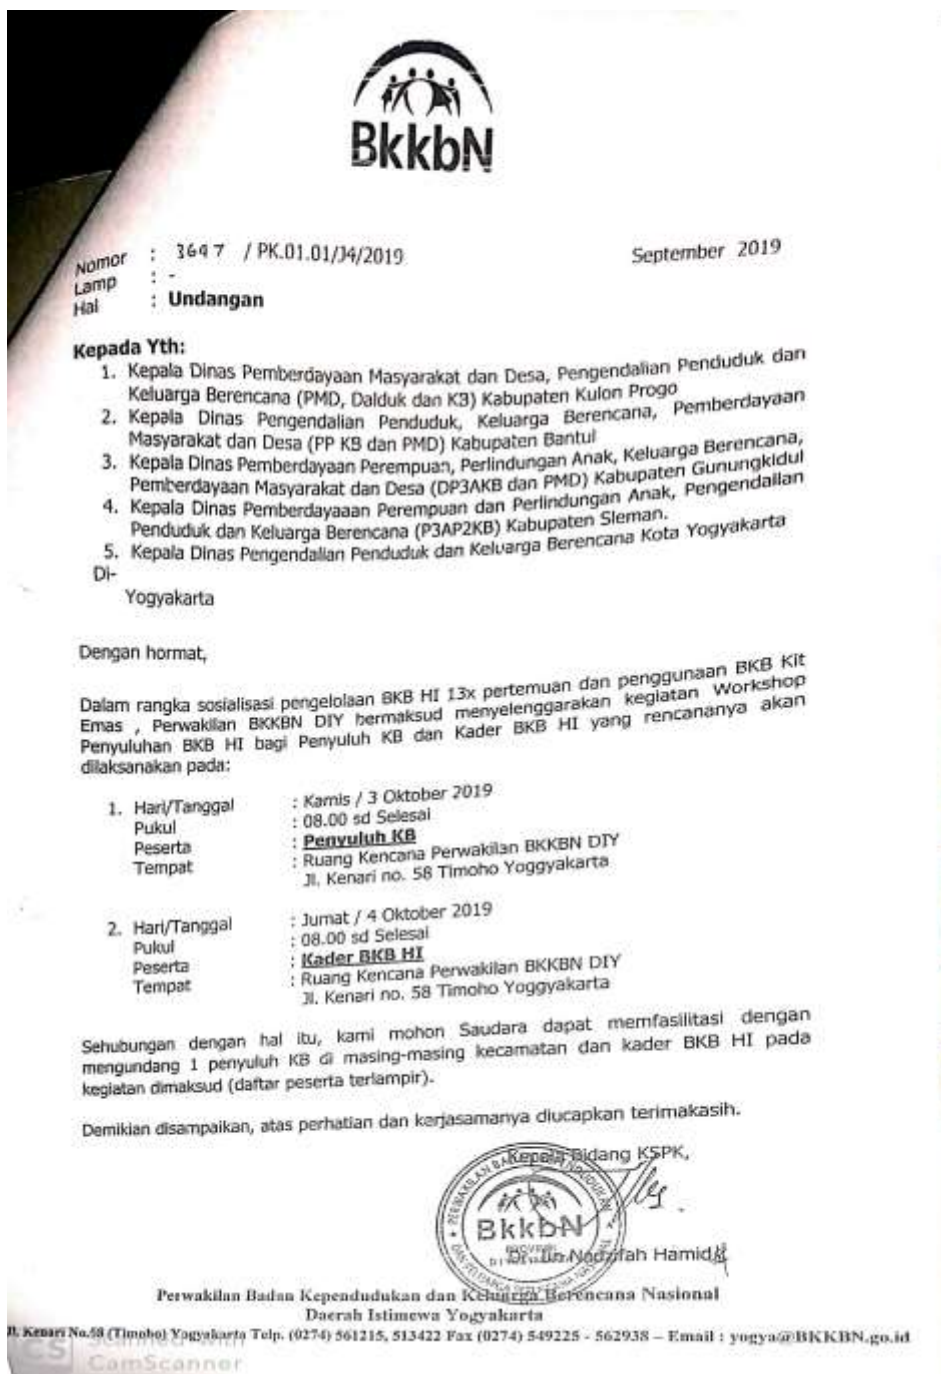 BkkbN
Nomor : 3697 / PK.01.01/J4/2019 September 2019
Lamp : -
Hal : Undangan
Kepada Yth:
1. Kepala Dinas Pemberdayaan Masyarakat dan Desa, Pengendalian Penduduk dan
Keluarga Berencana (PMD, Dalduk dan KB) Kabupaten Kulon Progo
2. Kepala Dinas Pengendalian Penduduk, Keluarga Berencana, Pemberdayaan
Masyarakat dan Desa (PP KB dan PMD) Kabupaten Bantul
3. Kepala Dinas Pemberdayaan Perempuan, Perlindungan Anak, Keluarga Berencana,
Pemberdayaan Masyarakat dan Desa (DP3AKB dan PMD) Kabupaten Gunungkidul
4. Kepala Dinas Pemberdayaaan Perempuan dan Perlindungan Anak, Pengendalian
Penduduk dan Keluarga Berencana (P3AP2KB) Kabupaten Sleman.
5. Kepala Dinas Pengendalian Penduduk dan Keluarga Berencana Kota Yogyakarta
Di-
Yogyakarta
Dengan hormat,
Dalam rangka sosialisasi pengelolaan BKB HI 13x pertemuan dan penggunaan BKB Kit
Emas , Perwakilan BKKBN DIY bermaksud menyelenggarakan kegiatan Workshop
Penyuluhan BKB HI bagi Penyuluh KB dan Kader BKB HI yang rencananya akan
dilaksanakan pada:
1. Hari/Tanggal : Kamis / 3 Oktober 2019
Pukul : 08.00 sd Selesai
Peserta : Penyuluh KB
Tempat : Ruang Kencana Perwakilan BKKBN DIY
Jl. Kenari no. 58 Timoho Yoggyakarta
2. Hari/Tanggal : Jumat / 4 Oktober 2019
Pukul : 08.00 sd Selesai
Peserta : Kader BKB HI
Tempat : Ruang Kencana Perwakilan BKKBN DIY
Jl. Kenari no. 58 Timoho Yoggyakarta
Sehubungan dengan hal itu, kami mohon Saudara dapat memfasilitasi dengan
mengundang 1 penyuluh KB di masing-masing kecamatan dan kader BKB HI pada
kegiatan dimaksud (daftar peserta terlampir).
Demikian disampaikan, atas perhatian dan kerjasamanya diucapkan terimakasih.
Kepala Bidang KSPK,
BkkbN
Dr. Iin Nadzifah Hamid
Perwakilan Badan Kependudukan dan Keluarga Berencana Nasional
Daerah Istimewa Yogyakarta
Jl. Kenari No.58 (Timoho) Yogyakarta Telp. (0274) 561215, 513422 Fax (0274) 549225 - 562938 – Email : yogya@BKKBN.go.id
CS Scanned with
CamScanner